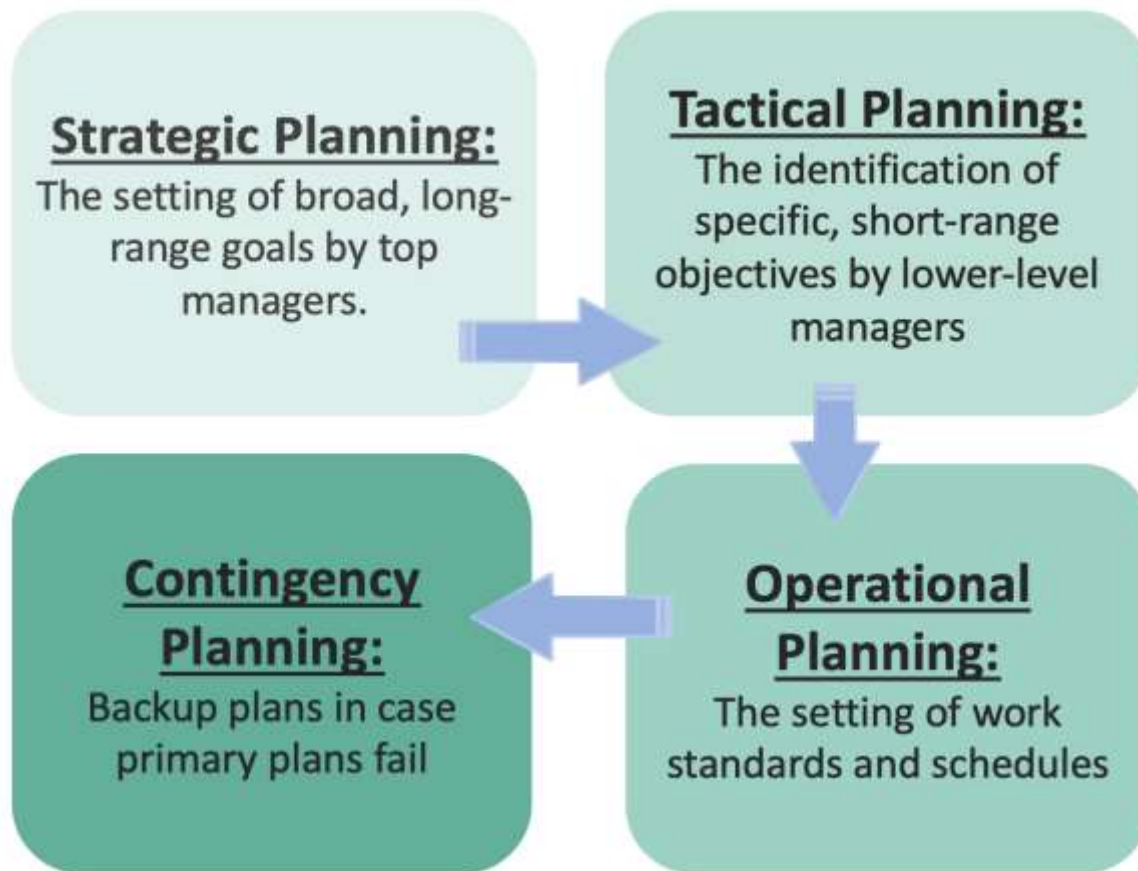 Strategic Planning:
The setting of broad, long-
range goals by top
managers.
Tactical Planning:
The identification of
specific, short-range
objectives by lower-level
managers
Operational
Planning:
The setting of work
standards and schedules
Contingency
Planning:
Backup plans in case
primary plans fail